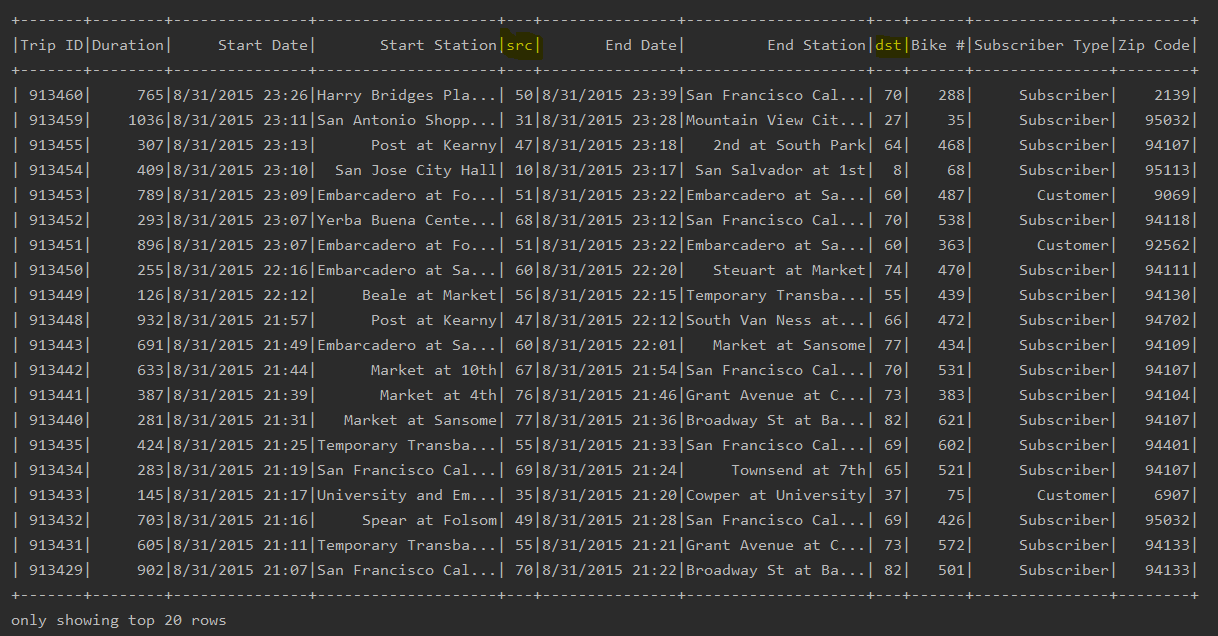 +-------+--------+---------------+--------------------+---+---------------+--------------------+---+------+---------------+--------+
|Trip ID|Duration|     Start Date|       Start Station|src|       End Date|         End Station|dst|Bike #|Subscriber Type|Zip Code|
+-------+--------+---------------+--------------------+---+---------------+--------------------+---+------+---------------+--------+
| 913460|     765|8/31/2015 23:26|Harry Bridges Pla...| 50|8/31/2015 23:39|San Francisco Cal...| 70|   288|     Subscriber|    2139|
| 913459|    1036|8/31/2015 23:11|San Antonio Shopp...| 31|8/31/2015 23:28|Mountain View Cit...| 27|    35|     Subscriber|   95032|
| 913455|     307|8/31/2015 23:13|      Post at Kearny| 47|8/31/2015 23:18|   2nd at South Park| 64|   468|     Subscriber|   94107|
| 913454|     409|8/31/2015 23:10|  San Jose City Hall| 10|8/31/2015 23:17| San Salvador at 1st|  8|    68|     Subscriber|   95113|
| 913453|     789|8/31/2015 23:09|Embarcadero at Fo...| 51|8/31/2015 23:22|Embarcadero at Sa...| 60|   487|       Customer|    9069|
| 913452|     293|8/31/2015 23:07|Yerba Buena Cente...| 68|8/31/2015 23:12|San Francisco Cal...| 70|   538|     Subscriber|   94118|
| 913451|     896|8/31/2015 23:07|Embarcadero at Fo...| 51|8/31/2015 23:22|Embarcadero at Sa...| 60|   363|       Customer|   92562|
| 913450|     255|8/31/2015 22:16|Embarcadero at Sa...| 60|8/31/2015 22:20|   Steuart at Market| 74|   470|     Subscriber|   94111|
| 913449|     126|8/31/2015 22:12|     Beale at Market| 56|8/31/2015 22:15|Temporary Transba...| 55|   439|     Subscriber|   94130|
| 913448|     932|8/31/2015 21:57|      Post at Kearny| 47|8/31/2015 22:12|South Van Ness at...| 66|   472|     Subscriber|   94702|
| 913443|     691|8/31/2015 21:49|Embarcadero at Sa...| 60|8/31/2015 22:01|   Market at Sansome| 77|   434|     Subscriber|   94109|
| 913442|     633|8/31/2015 21:44|      Market at 10th| 67|8/31/2015 21:54|San Francisco Cal...| 70|   531|     Subscriber|   94107|
| 913441|     387|8/31/2015 21:39|       Market at 4th| 76|8/31/2015 21:46|Grant Avenue at C...| 73|   383|     Subscriber|   94104|
| 913440|     281|8/31/2015 21:31|   Market at Sansome| 77|8/31/2015 21:36|Broadway St at Ba...| 82|   621|     Subscriber|   94107|
| 913435|     424|8/31/2015 21:25|Temporary Transba...| 55|8/31/2015 21:33|San Francisco Cal...| 69|   602|     Subscriber|   94401|
| 913434|     283|8/31/2015 21:19|San Francisco Cal...| 69|8/31/2015 21:24|     Townsend at 7th| 65|   521|     Subscriber|   94107|
| 913433|     145|8/31/2015 21:17|University and Em...| 35|8/31/2015 21:20|Cowper at University| 37|    75|       Customer|    6907|
| 913432|     703|8/31/2015 21:16|     Spear at Folsom| 49|8/31/2015 21:28|San Francisco Cal...| 69|   426|     Subscriber|   95032|
| 913431|     605|8/31/2015 21:11|Temporary Transba...| 55|8/31/2015 21:21|Grant Avenue at C...| 73|   572|     Subscriber|   94133|
| 913429|     902|8/31/2015 21:07|San Francisco Cal...| 70|8/31/2015 21:22|Broadway St at Ba...| 82|   501|     Subscriber|   94133|
+-------+--------+---------------+--------------------+---+---------------+--------------------+---+------+---------------+--------+
only showing top 20 rows